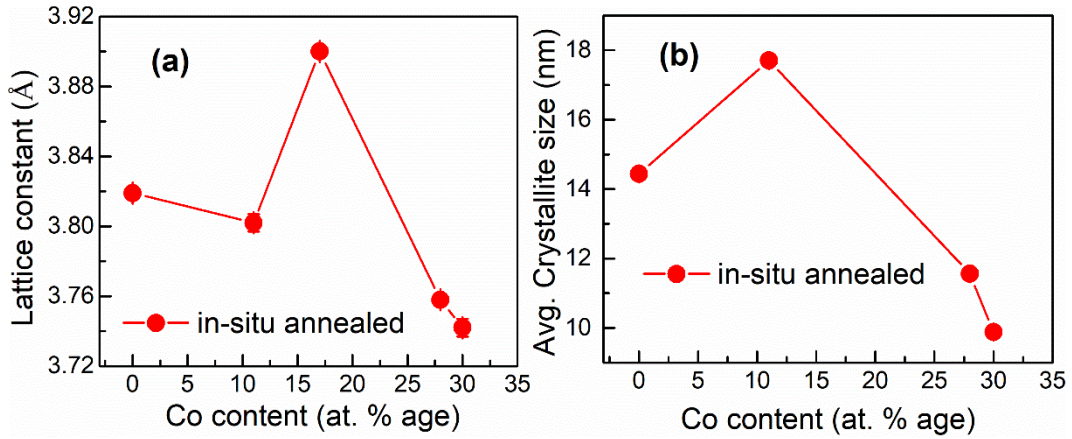 (a)
Lattice constant (Å)
3.92
3.88
3.84
3.80
3.76
3.72
in-situ annealed
0 5 10 15 20 25 30 35
Co content (at. % age)
(b)
Avg. Crystallite size (nm)
18
16
14
12
10
in-situ annealed
0 5 10 15 20 25 30 35
Co content (at. % age)